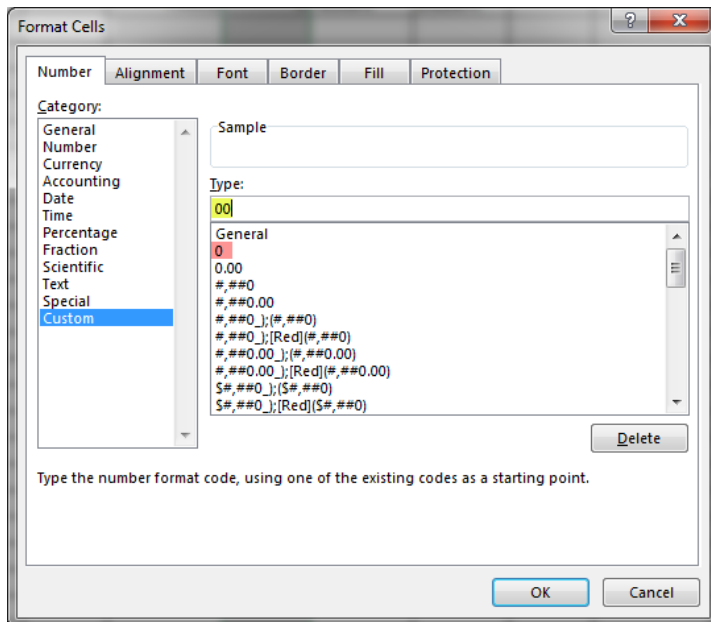 Format Cells
?
X
Number Alignment Font Border Fill Protection
Category:
General
Number
Currency
Accounting
Date
Time
Percentage
Fraction
Scientific
Text
Special
Custom
Sample
Type:
00
General
0
0.00
#,##0
#,##0.00
#,##0_);(#,##0)
#,##0_);[Red](#,##0)
#,##0.00_);(#,##0.00)
#,##0.00_);[Red](#,##0.00)
$#,##0_);($#,##0)
$#,##0_);[Red]($#,##0)
Delete
Type the number format code, using one of the existing codes as a starting point.
OK Cancel